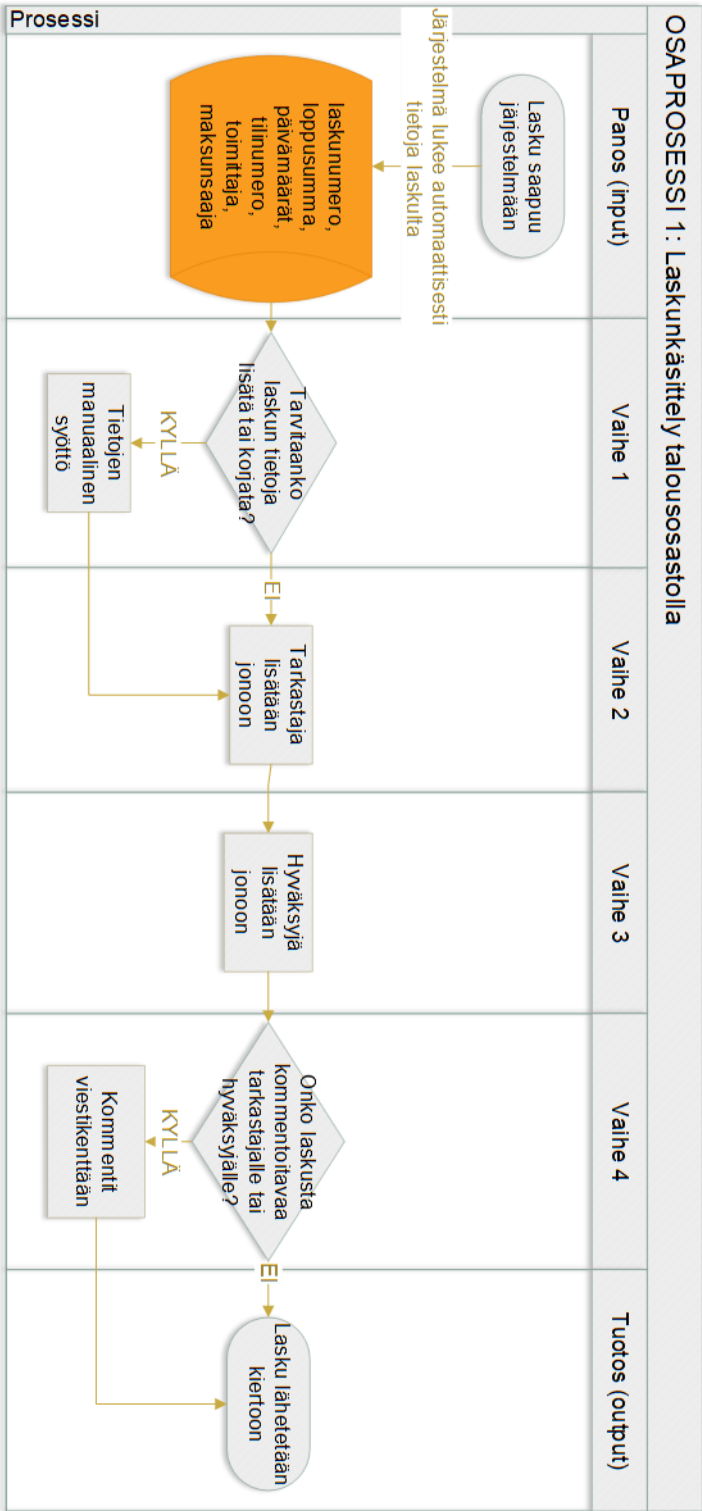 OSAPROSESSI 1: Laskunkäsittely talousosastolla
Prosessi
Panos (input)
Vaihe 1
Vaihe 2
Vaihe 3
Vaihe 4
Tuotos (output)
Lasku saapuu
järjestelmään
Järjestelmä lukee automaattisesti
tietoja laskulta
laskunumero,
loppusumma,
päivämäärät,
tilinumero,
toimittaja,
maksunsaaja
Tarvitaanko
laskun tietoja
lisätä tai korjata?
KYLLÄ
Tietojen
manuaalinen
syöttö
EI
Tarkastaja
lisätään
jonoon
Hyväksyjä
lisätään
jonoon
Onko laskusta
kommentoitavaa
tarkastajalle tai
hyväksyjälle?
KYLLÄ
Kommentit
viestikenttään
EI
Lasku lähetetään
kiertoon